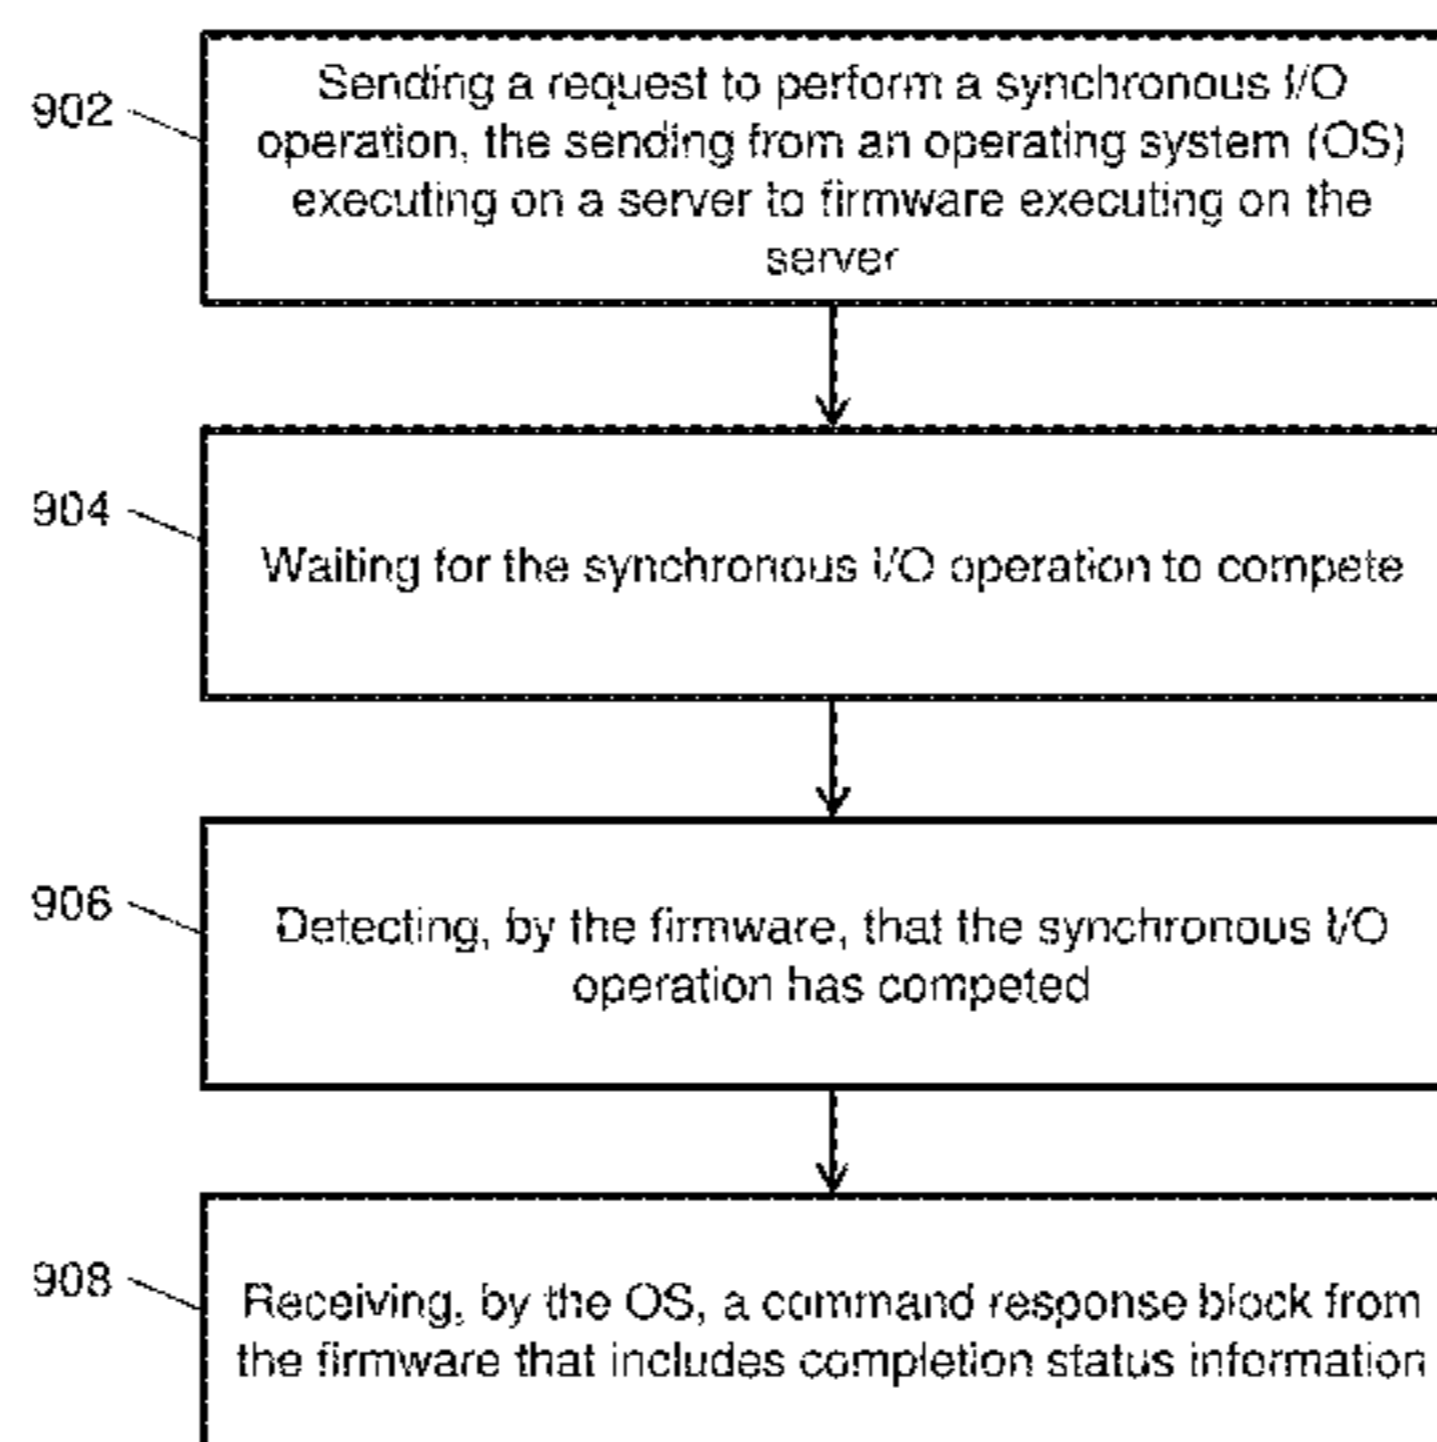 902
Sending a request to perform a synchronous I/O
operation, the sending from an operating system (OS)
executing on a server to firmware executing on the
server
904
Waiting for the synchronous I/O operation to compete
906
Detecting, by the firmware, that the synchronous I/O
operation has competed
908
Receiving, by the OS, a command response block from
the firmware that includes completion status information